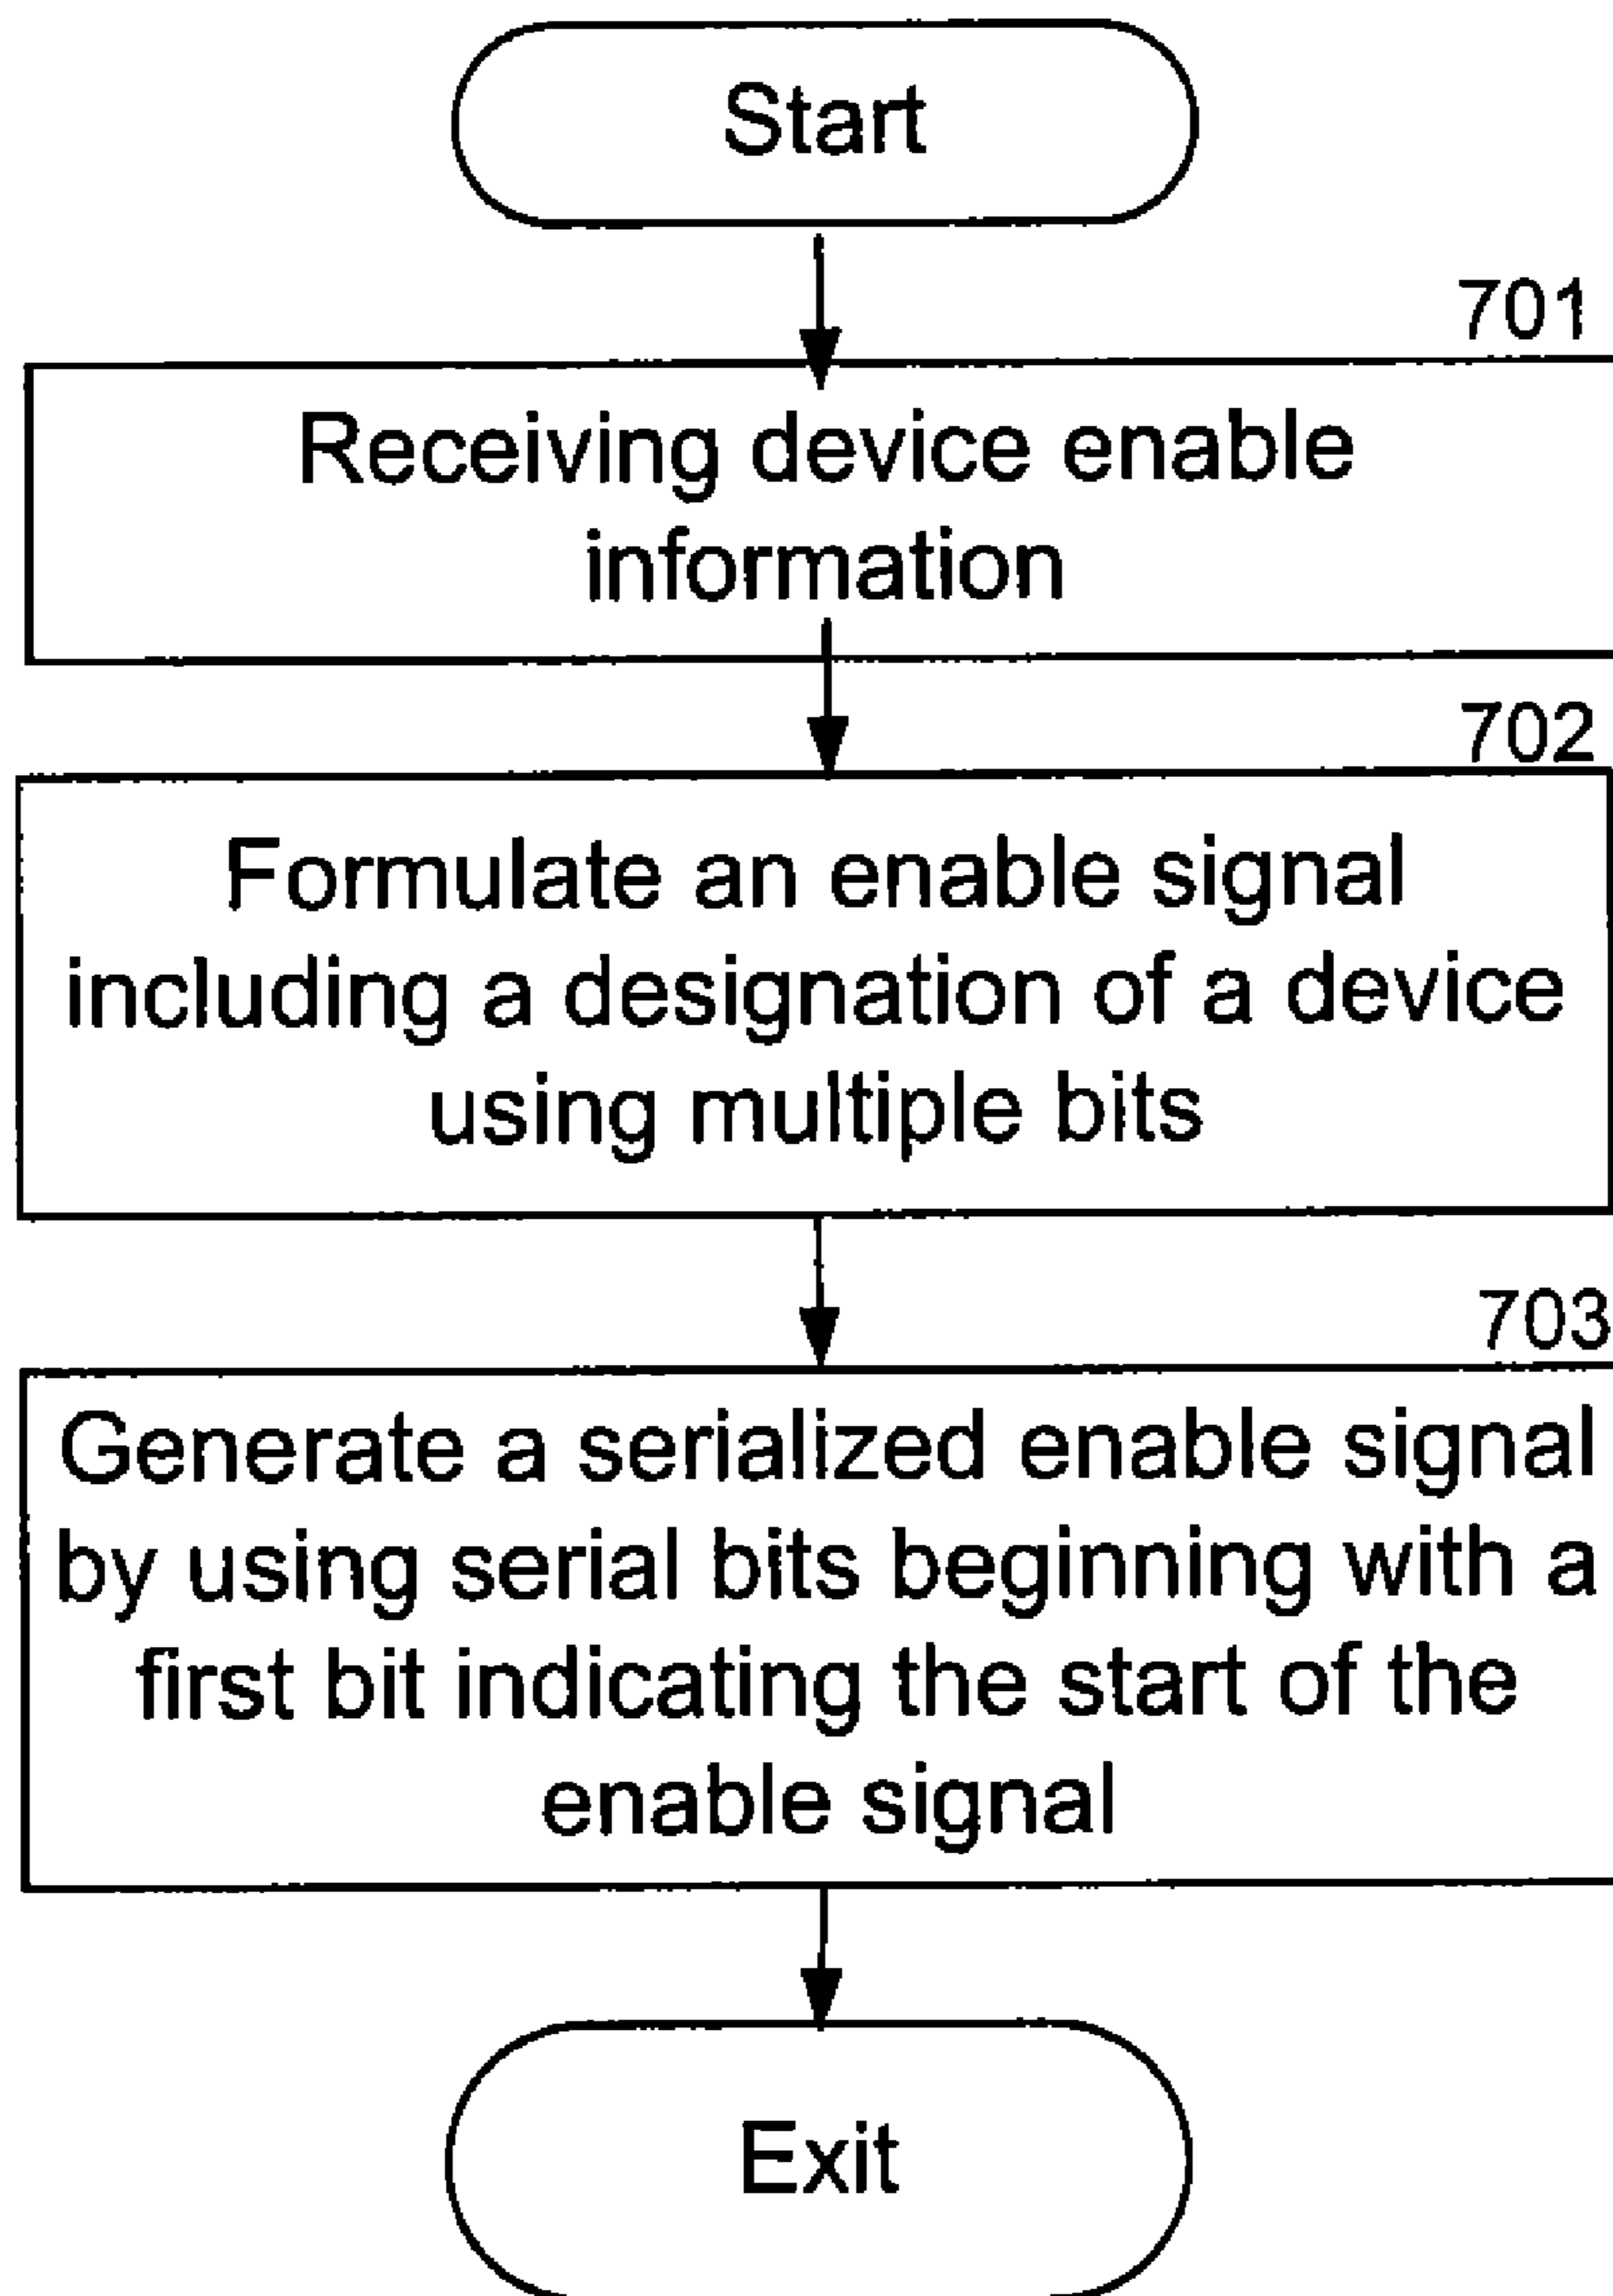 Start
701
Receiving device enable
information
702
Formulate an enable signal
including a designation of a device
using multiple bits
703
Generate a serialized enable signal
by using serial bits beginning with a
first bit indicating the start of the
enable signal
Exit